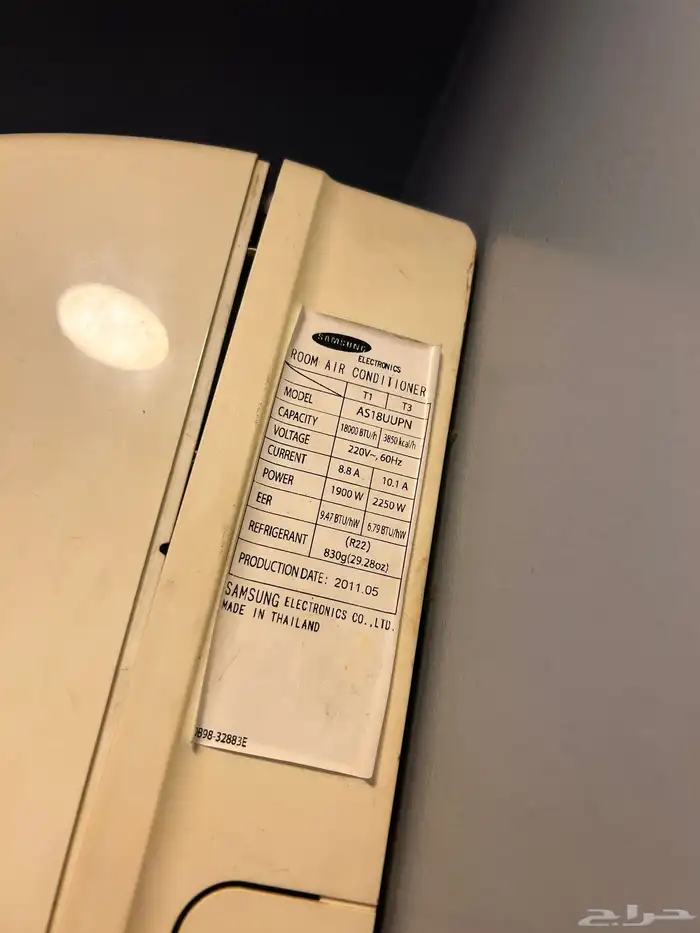 SAMSUNG ELECTRONICS
ROOM AIR CONDITIONER
T1 T3
MODEL AS18UUPN
CAPACITY 18000 BTU/h 3850 kcal/h
VOLTAGE 220V~, 60Hz
CURRENT 8.8 A 10.1 A
POWER 1900 W 2250 W
EER 9.47 BTU/hW 6.79 BTU/hW
REFRIGERANT (R22)
830g(29.28oz)
PRODUCTION DATE: 2011.05
SAMSUNG ELECTRONICS CO.,LTD.
MADE IN THAILAND
DB98-32883E
حراج